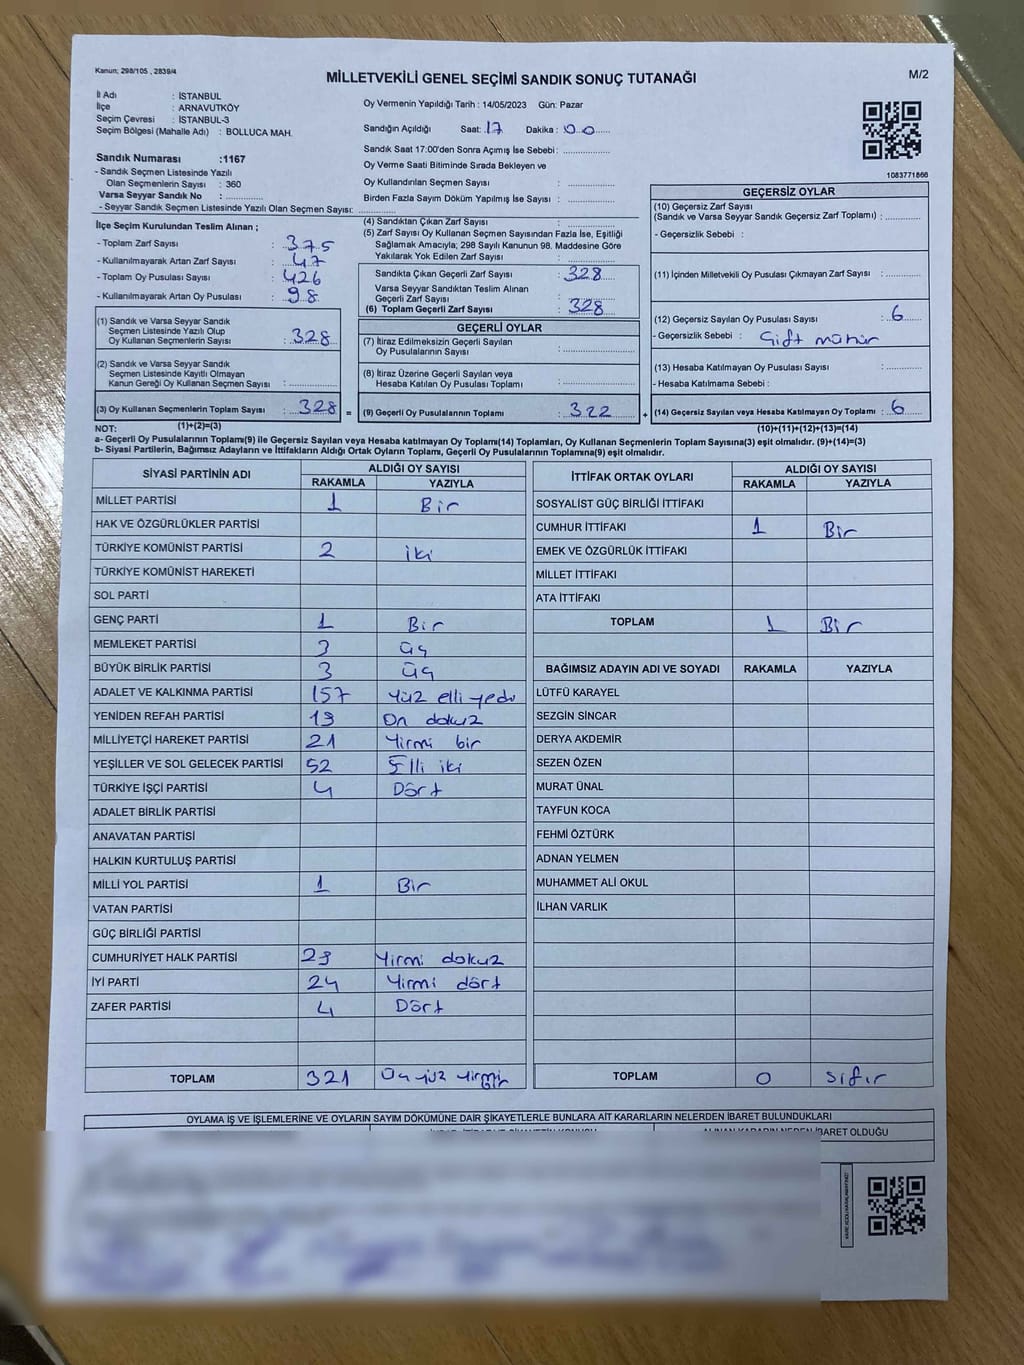 Kanun: 298/105 , 2839/4
MİLLETVEKİLİ GENEL SEÇİMİ SANDIK SONUÇ TUTANAĞI
M/2
İl Adı : İSTANBUL
İlçe : ARNAVUTKÖY
Seçim Çevresi : İSTANBUL-3
Seçim Bölgesi (Mahalle Adı) : BOLLUCA MAH.
Sandık Numarası :1167
- Sandık Seçmen Listesinde Yazılı
Olan Seçmenlerin Sayısı : 360
Varsa Seyyar Sandık No :
- Seyyar Sandık Seçmen Listesinde Yazılı Olan Seçmen Sayısı:
Oy Vermenin Yapıldığı Tarih : 14/05/2023 Gün: Pazar
Sandığın Açıldığı Saat: 17 Dakika : 00
Sandık Saat 17:00'den Sonra Açımış İse Sebebi :
Oy Verme Saati Bitiminde Sırada Bekleyen ve
Oy Kullandırılan Seçmen Sayısı :
Birden Fazla Sayım Döküm Yapılmış İse Sayısı :
1083771866
İlçe Seçim Kurulundan Teslim Alınan ;
- Toplam Zarf Sayısı : 375
- Kullanılmayarak Artan Zarf Sayısı : 47
- Toplam Oy Pusulası Sayısı : 426
- Kullanılmayarak Artan Oy Pusulası : 98
(1) Sandık ve Varsa Seyyar Sandık
Seçmen Listesinde Yazılı Olup
Oy Kullanan Seçmenlerin Sayısı : 328
(2) Sandık ve Varsa Seyyar Sandık
Seçmen Listesinde Kayıtlı Olmayan
Kanun Gereği Oy Kullanan Seçmen Sayısı :
(3) Oy Kullanan Seçmenlerin Toplam Sayısı : 328 =
(1)+(2)=(3)
(4) Sandıktan Çıkan Zarf Sayısı :
(5) Zarf Sayısı Oy Kullanan Seçmen Sayısından Fazla İse, Eşitliği
Sağlamak Amacıyla; 298 Sayılı Kanunun 98. Maddesine Göre
Yakılarak Yok Edilen Zarf Sayısı :
Sandıkta Çıkan Geçerli Zarf Sayısı : 328
Varsa Seyyar Sandıktan Teslim Alınan
Geçerli Zarf Sayısı :
(6) Toplam Geçerli Zarf Sayısı : 328
GEÇERLİ OYLAR
(7) İtiraz Edilmeksizin Geçerli Sayılan
Oy Pusulalarının Sayısı :
(8) İtiraz Üzerine Geçerli Sayılan veya
Hesaba Katılan Oy Pusulası Toplamı :
(9) Geçerli Oy Pusulalarının Toplamı : 322 +
GEÇERSİZ OYLAR
(10) Geçersiz Zarf Sayısı
(Sandık ve Varsa Seyyar Sandık Geçersiz Zarf Toplamı) :
- Geçersizlik Sebebi :
(11) İçinden Milletvekili Oy Pusulası Çıkmayan Zarf Sayısı :
(12) Geçersiz Sayılan Oy Pusulası Sayısı : 6
- Geçersizlik Sebebi : Çift mühür
(13) Hesaba Katılmayan Oy Pusulası Sayısı :
- Hesaba Katılmama Sebebi :
(14) Geçersiz Sayılan veya Hesaba Katılmayan Oy Toplamı : 6
(10)+(11)+(12)+(13)=(14)
NOT:
a- Geçerli Oy Pusulalarının Toplamı(9) ile Geçersiz Sayılan veya Hesaba katılmayan Oy Toplamı(14) Toplamları, Oy Kullanan Seçmenlerin Toplam Sayısına(3) eşit olmalıdır. (9)+(14)=(3)
b- Siyasi Partilerin, Bağımsız Adayların ve İttifakların Aldığı Ortak Oyların Toplamı, Geçerli Oy Pusulalarının Toplamına(9) eşit olmalıdır.
SİYASİ PARTİNİN ADI ALDIĞI OY SAYISI
RAKAMLA YAZIYLA
MİLLET PARTİSİ 1 Bir
HAK VE ÖZGÜRLÜKLER PARTİSİ
TÜRKİYE KOMÜNİST PARTİSİ 2 iki
TÜRKİYE KOMÜNİST HAREKETİ
SOL PARTİ
GENÇ PARTİ 1 Bir
MEMLEKET PARTİSİ 3 üç
BÜYÜK BİRLİK PARTİSİ 3 üç
ADALET VE KALKINMA PARTİSİ 157 Yüz elli yedi
YENİDEN REFAH PARTİSİ 19 On dokuz
MİLLİYETÇİ HAREKET PARTİSİ 21 Yirmi bir
YEŞİLLER VE SOL GELECEK PARTİSİ 52 Elli iki
TÜRKİYE İŞÇİ PARTİSİ 4 Dört
ADALET BİRLİK PARTİSİ
ANAVATAN PARTİSİ
HALKIN KURTULUŞ PARTİSİ
MİLLİ YOL PARTİSİ 1 Bir
VATAN PARTİSİ
GÜÇ BİRLİĞİ PARTİSİ
CUMHURİYET HALK PARTİSİ 29 Yirmi dokuz
İYİ PARTİ 24 Yirmi dört
ZAFER PARTİSİ 4 Dört
TOPLAM 321 Üç yüz yirmi bir
İTTİFAK ORTAK OYLARI ALDIĞI OY SAYISI
RAKAMLA YAZIYLA
SOSYALİST GÜÇ BİRLİĞİ İTTİFAKI
CUMHUR İTTİFAKI 1 Bir
EMEK VE ÖZGÜRLÜK İTTİFAKI
MİLLET İTTİFAKI
ATA İTTİFAKI
TOPLAM 1 Bir
BAĞIMSIZ ADAYIN ADI VE SOYADI RAKAMLA YAZIYLA
LÜTFÜ KARAYEL
SEZGİN SİNCAR
DERYA AKDEMİR
SEZEN ÖZEN
MURAT ÜNAL
TAYFUN KOCA
FEHMİ ÖZTÜRK
ADNAN YELMEN
MUHAMMET ALİ OKUL
İLHAN VARLIK
TOPLAM 0 sıfır
OYLAMA İŞ VE İŞLEMLERİNE VE OYLARIN SAYIM DÖKÜMÜNE DAİR ŞİKAYETLERLE BUNLARA AİT KARARLARIN NELERDEN İBARET BULUNDUKLARI
ALINAN KARARIN NEDEN İBARET OLDUĞU